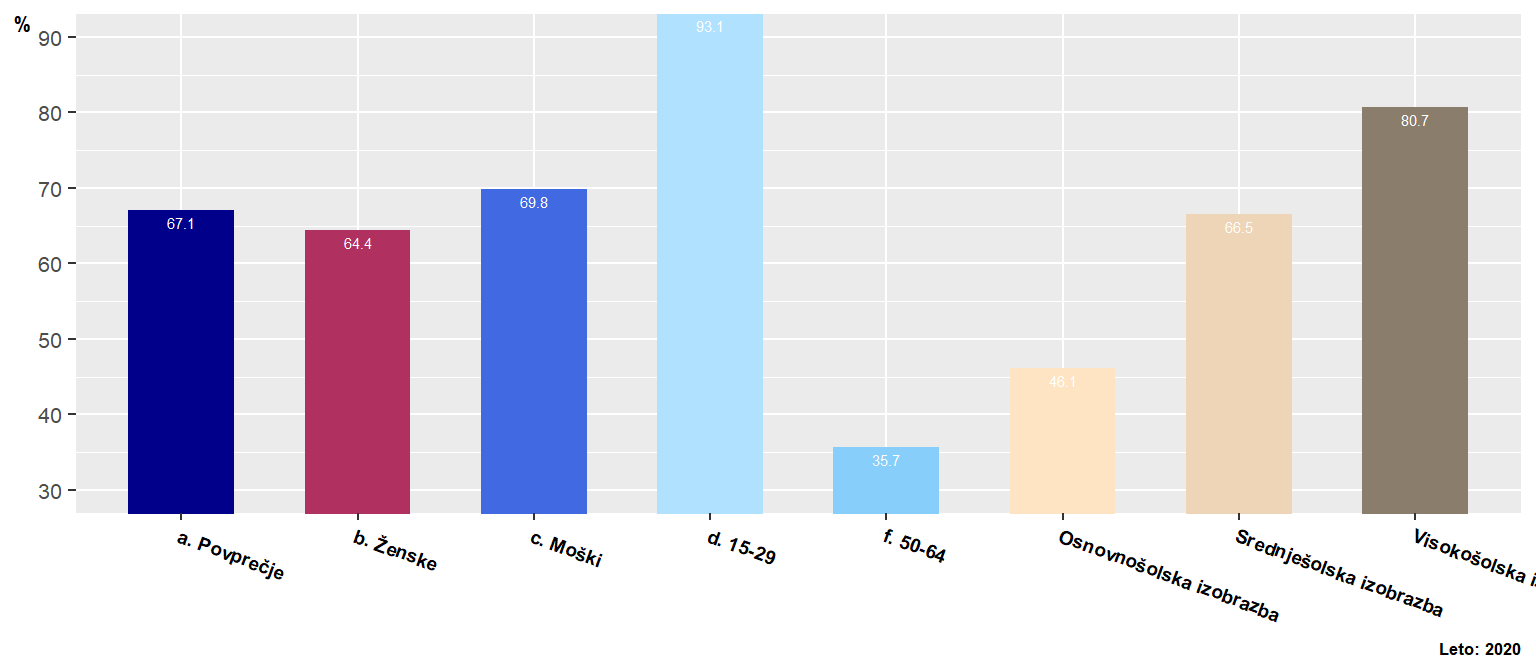 %
90
80
70
60
50
40
30
67.1
64.4
69.8
93.1
35.7
46.1
66.5
80.7
a. Povprečje
b. Ženske
c. Moški
d. 15-29
f. 50-64
Osnovnošolska izobrazba
Srednješolska izobrazba
Visokošolska
Leto: 2020